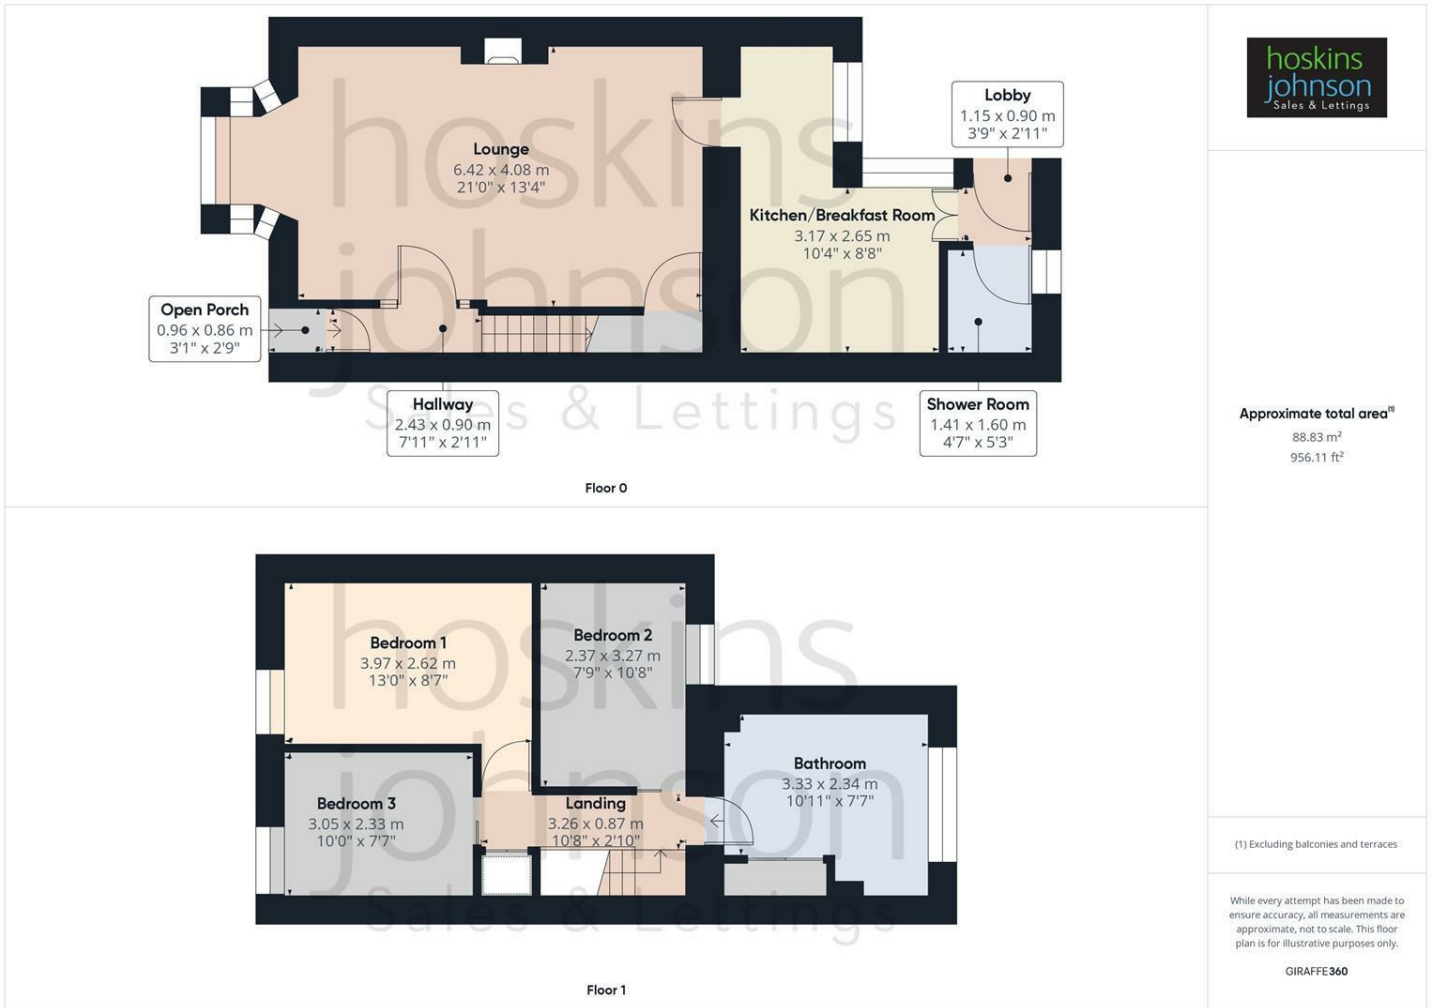 hoskins
johnson
Sales & Lettings
Lobby
1.15 x 0.90 m
3'9" x 2'11"
Lounge
6.42 x 4.08 m
21'0" x 13'4"
Kitchen/Breakfast Room
3.17 x 2.65 m
10'4" x 8'8"
Open Porch
0.96 x 0.86 m
3'1" x 2'9"
Hallway
2.43 x 0.90 m
7'11" x 2'11"
Shower Room
1.41 x 1.60 m
4'7" x 5'3"
hoskins
johnson
Sales & Lettings
Floor 0
Approximate total area(1)
88.83 m²
956.11 ft²
Bedroom 1
3.97 x 2.62 m
13'0" x 8'7"
Bedroom 2
2.37 x 3.27 m
7'9" x 10'8"
Bathroom
3.33 x 2.34 m
10'11" x 7'7"
Bedroom 3
3.05 x 2.33 m
10'0" x 7'7"
Landing
3.26 x 0.87 m
10'8" x 2'10"
hoskins
johnson
Sales & Lettings
Floor 1
(1) Excluding balconies and terraces
While every attempt has been made to
ensure accuracy, all measurements are
approximate, not to scale. This floor
plan is for illustrative purposes only.
GIRAFFE360